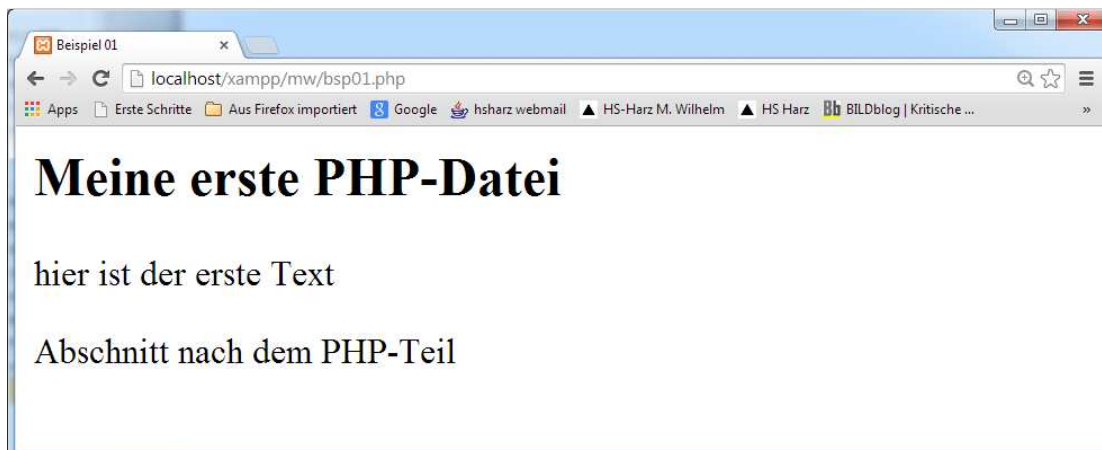 Beispiel 01
localhost/xampp/mw/bsp01.php
Apps Erste Schritte Aus Firefox importiert Google hsharz webmail HS-Harz M. Wilhelm HS Harz BILDblog | Kritische ... »
Meine erste PHP-Datei
hier ist der erste Text
Abschnitt nach dem PHP-Teil